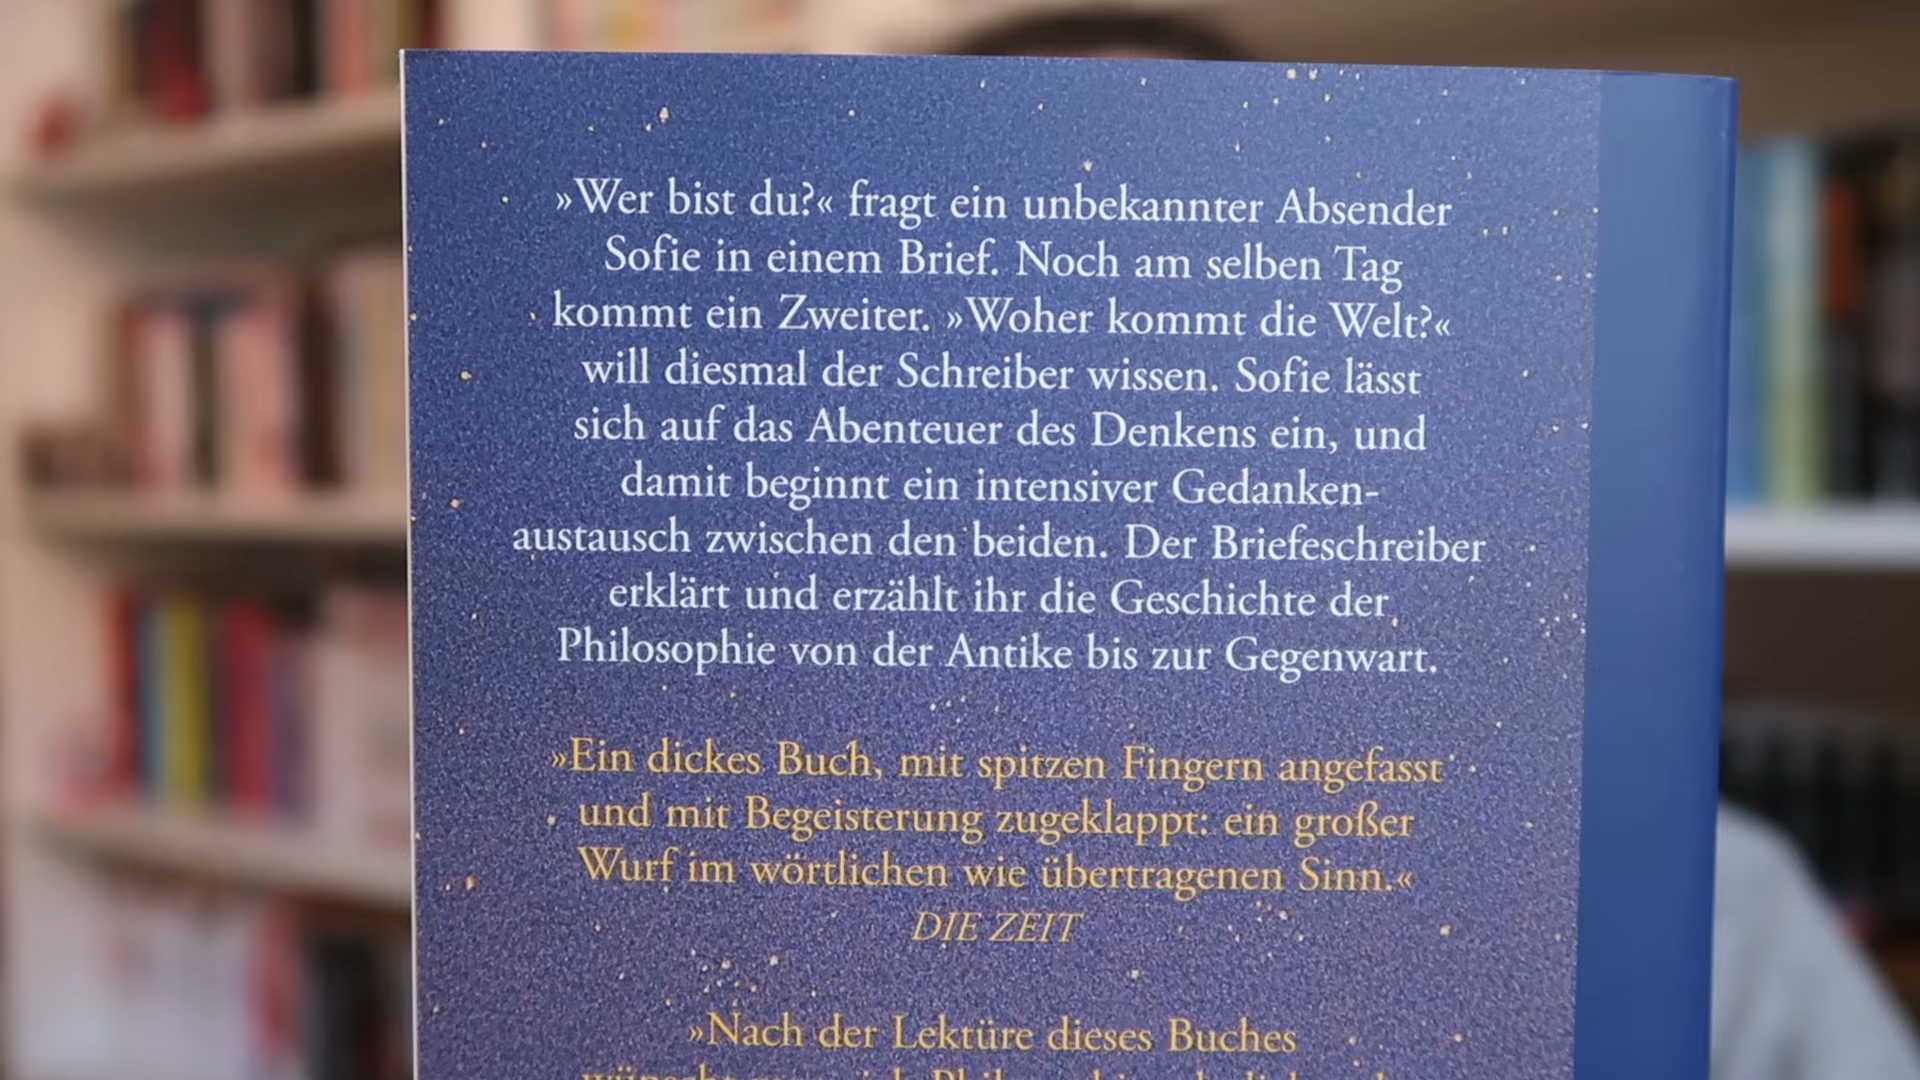 »Wer bist du?« fragt ein unbekannter Absender
Sofie in einem Brief. Noch am selben Tag
kommt ein Zweiter. »Woher kommt die Welt?«
will diesmal der Schreiber wissen. Sofie lässt
sich auf das Abenteuer des Denkens ein, und
damit beginnt ein intensiver Gedanken-
austausch zwischen den beiden. Der Briefeschreiber
erklärt und erzählt ihr die Geschichte der
Philosophie von der Antike bis zur Gegenwart.
»Ein dickes Buch, mit spitzen Fingern angefasst
und mit Begeisterung zugeklappt: ein großer
Wurf im wörtlichen wie übertragenen Sinn.«
DIE ZEIT
»Nach der Lektüre dieses Buches